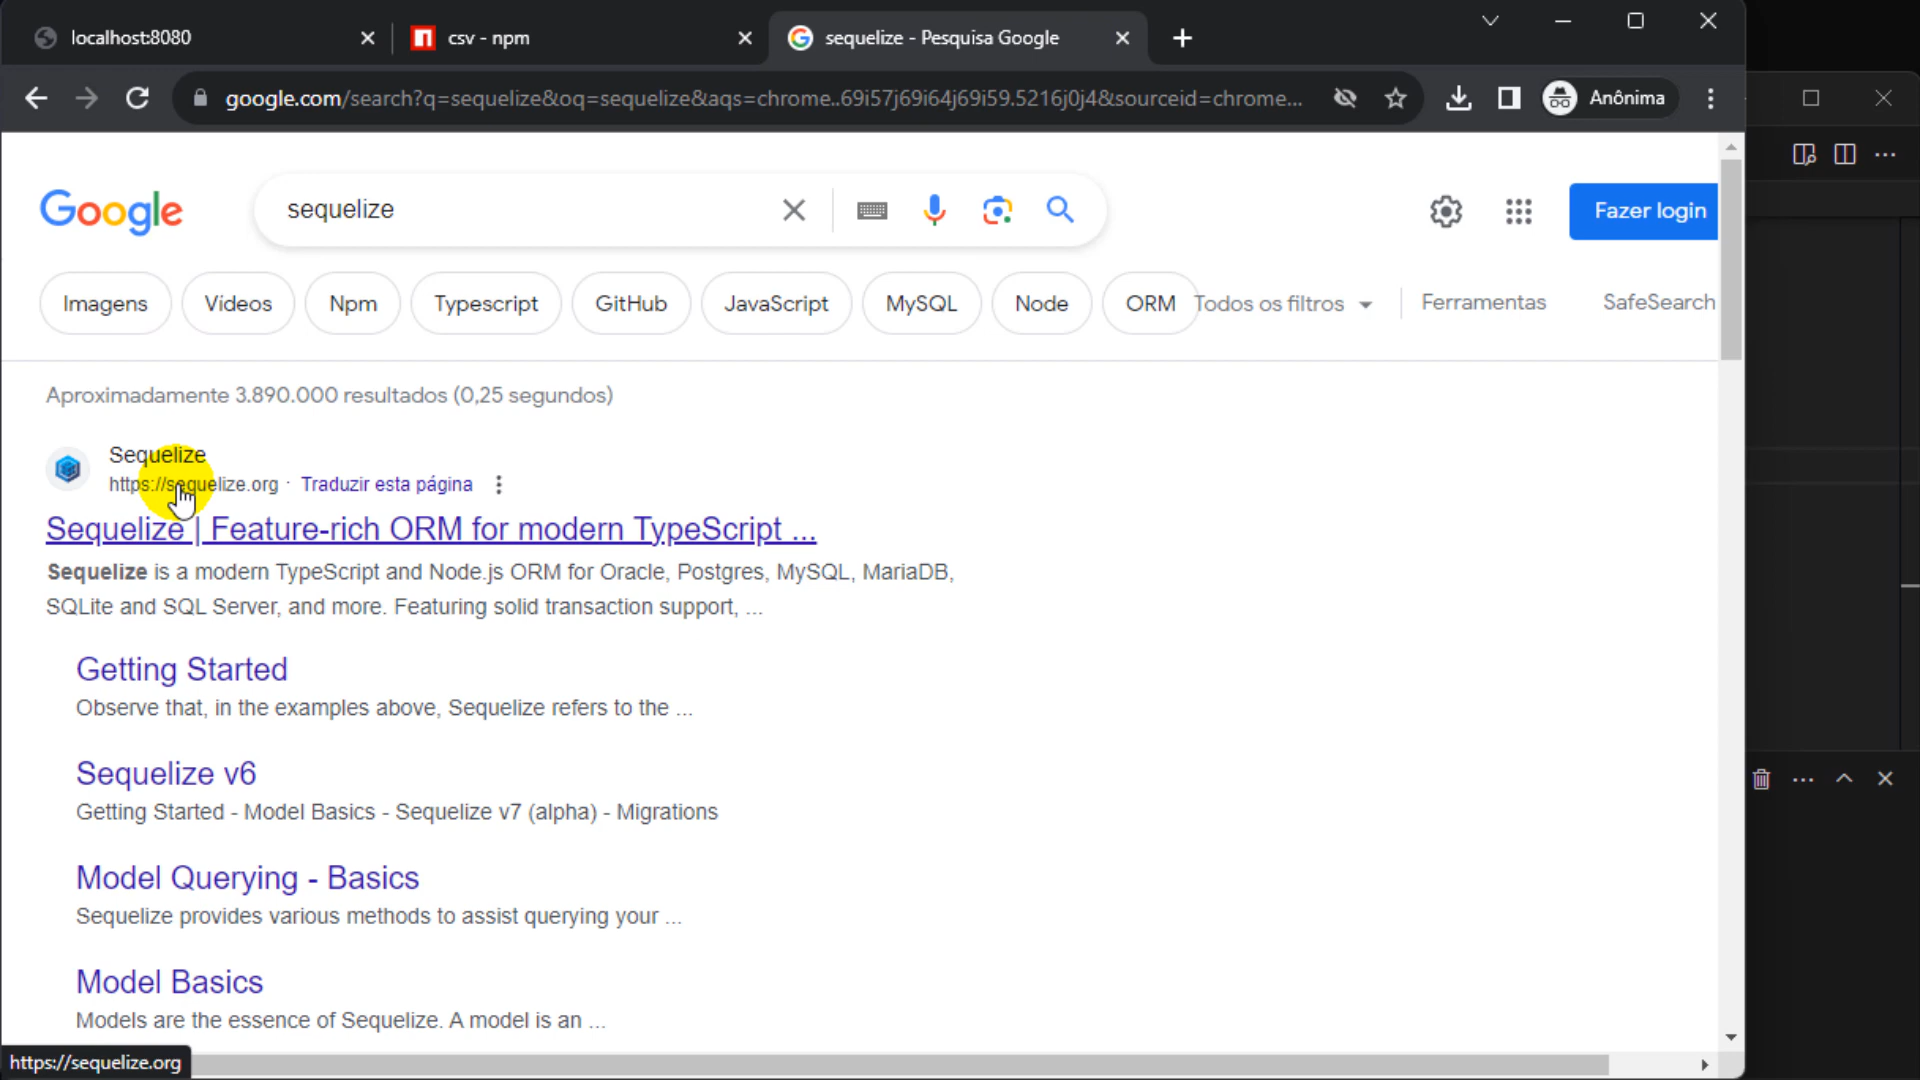 localhost:8080
csv - npm
sequelize - Pesquisa Google
google.com/search?q=sequelize&oq=sequelize&aqs=chrome..69i57j69i64j69i59.5216j0j4&sourceid=chrome...
Anônima
Google
sequelize
Fazer login
Imagens
Vídeos
Npm
Typescript
GitHub
JavaScript
MySQL
Node
ORM
Todos os filtros
Ferramentas
SafeSearch
Aproximadamente 3.890.000 resultados (0,25 segundos)
Sequelize
https://sequelize.org · Traduzir esta página
Sequelize | Feature-rich ORM for modern TypeScript ...
Sequelize is a modern TypeScript and Node.js ORM for Oracle, Postgres, MySQL, MariaDB,
SQLite and SQL Server, and more. Featuring solid transaction support, ...
Getting Started
Observe that, in the examples above, Sequelize refers to the ...
Sequelize v6
Getting Started - Model Basics - Sequelize v7 (alpha) - Migrations
Model Querying - Basics
Sequelize provides various methods to assist querying your ...
Model Basics
Models are the essence of Sequelize. A model is an ...
https://sequelize.org